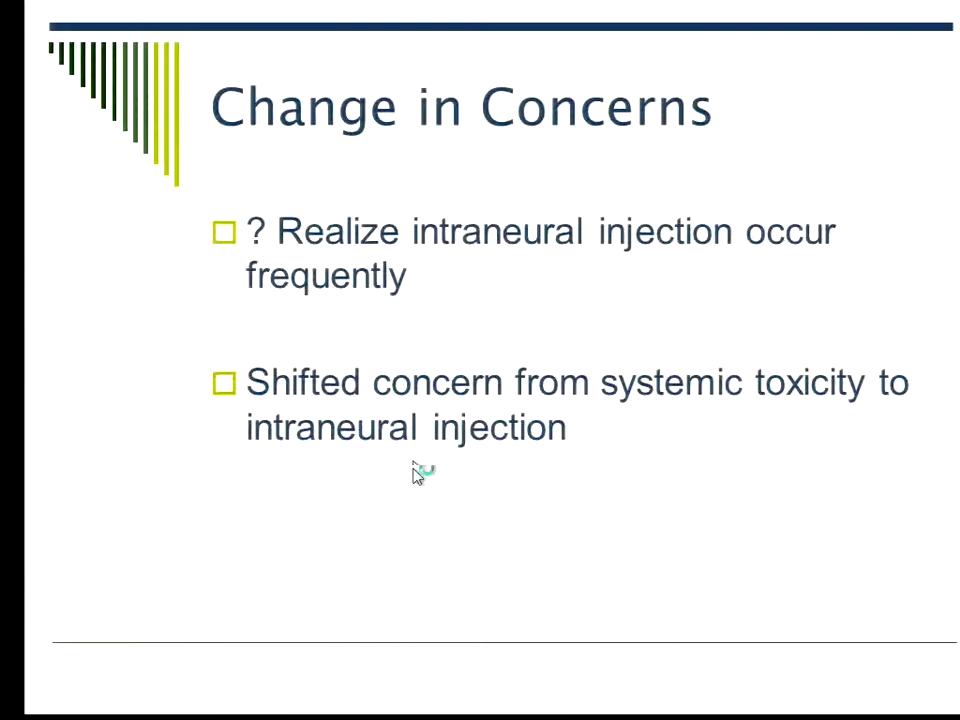 Change in Concerns
? Realize intraneural injection occur
frequently
Shifted concern from systemic toxicity to
intraneural injection